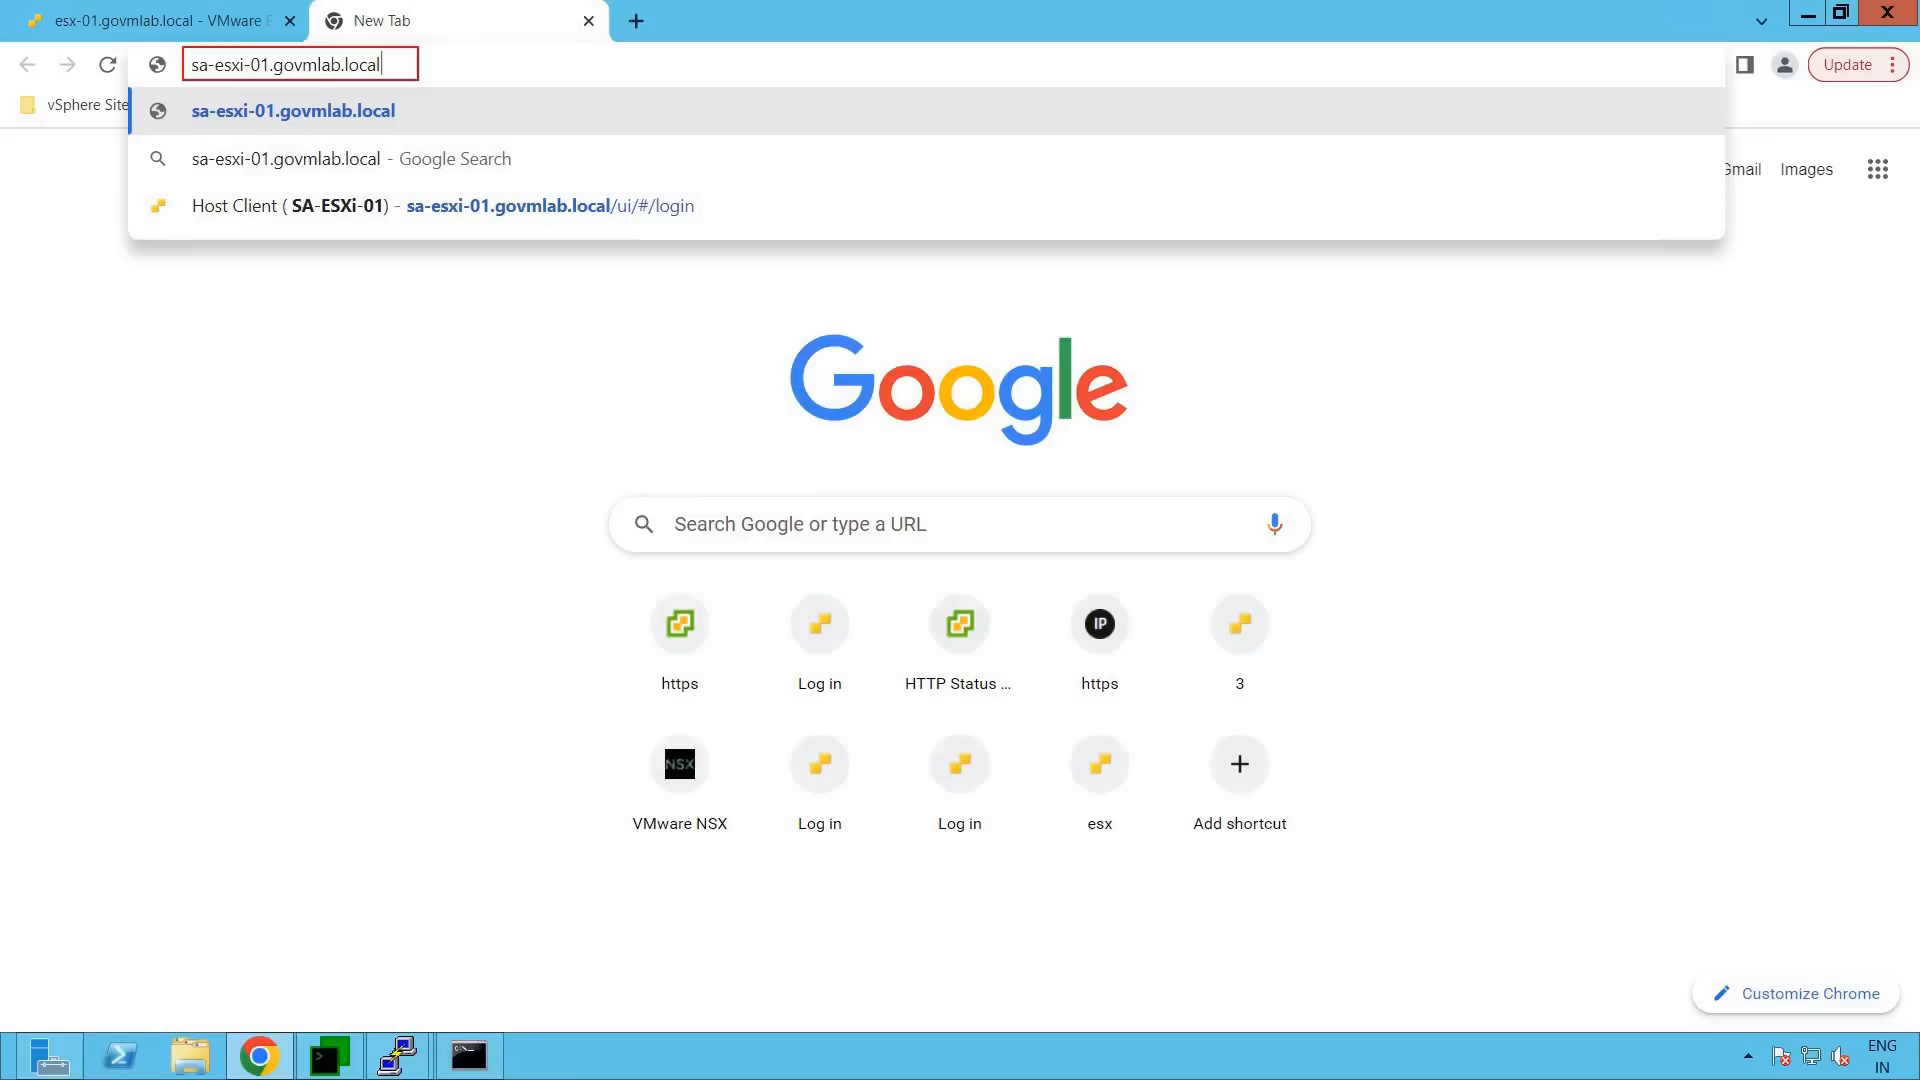 esx-01.govmlab.local - VMware E
New Tab
sa-esxi-01.govmlab.local
Update
vSphere Site
sa-esxi-01.govmlab.local
sa-esxi-01.govmlab.local - Google Search
Host Client ( SA-ESXi-01) - sa-esxi-01.govmlab.local/ui/#/login
Gmail Images
Google
Search Google or type a URL
IP
https Log in HTTP Status ... https 3
NSX
VMware NSX Log in Log in esx Add shortcut
Customize Chrome
ENG
IN